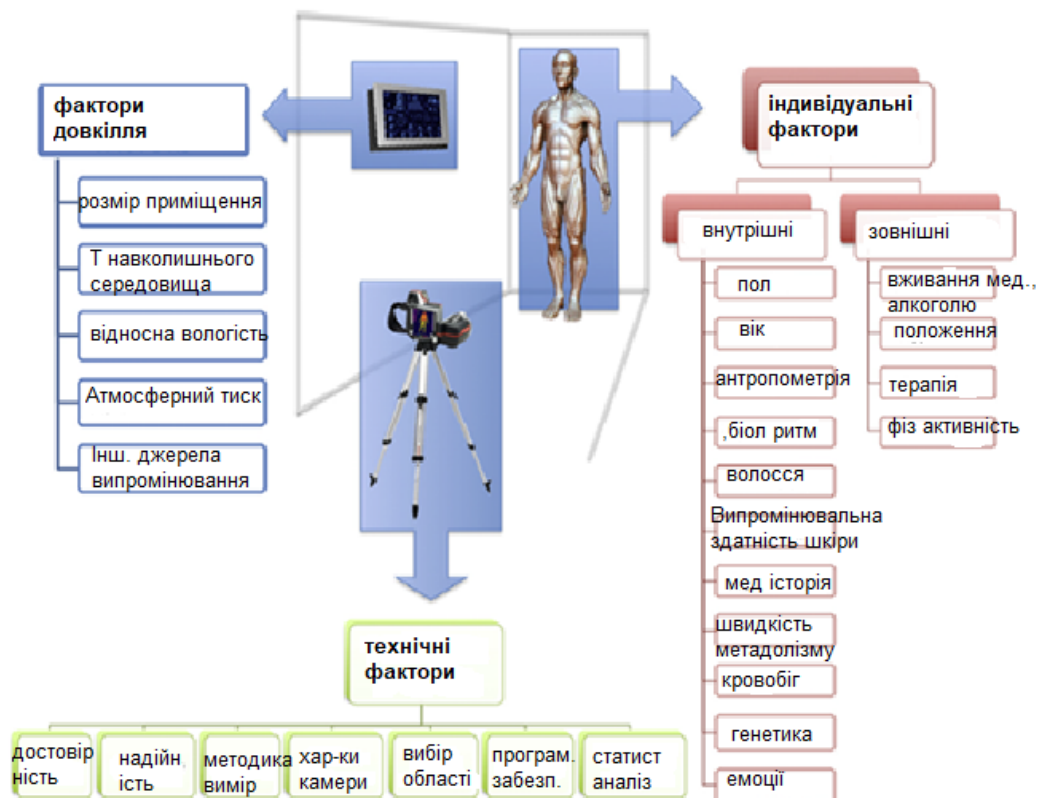 фактори
довкілля
розмір приміщення
Т навколишнього
середовища
відносна вологість
Атмосферний тиск
Інш. джерела
випромінювання
індивідуальні
фактори
внутрішні
пол
вік
антропометрія
,біол ритм
волосся
Випромінювальна
здатність шкіри
мед історія
швидкість
метадолізму
кровобіг
генетика
емоції
зовнішні
вживання мед.,
алкоголю
положення
терапія
фіз активність
технічні
фактори
достовір
ність
надійн
ість
методика
вимір
хар-ки
камери
вибір
області
програм.
забезп.
статист
аналіз